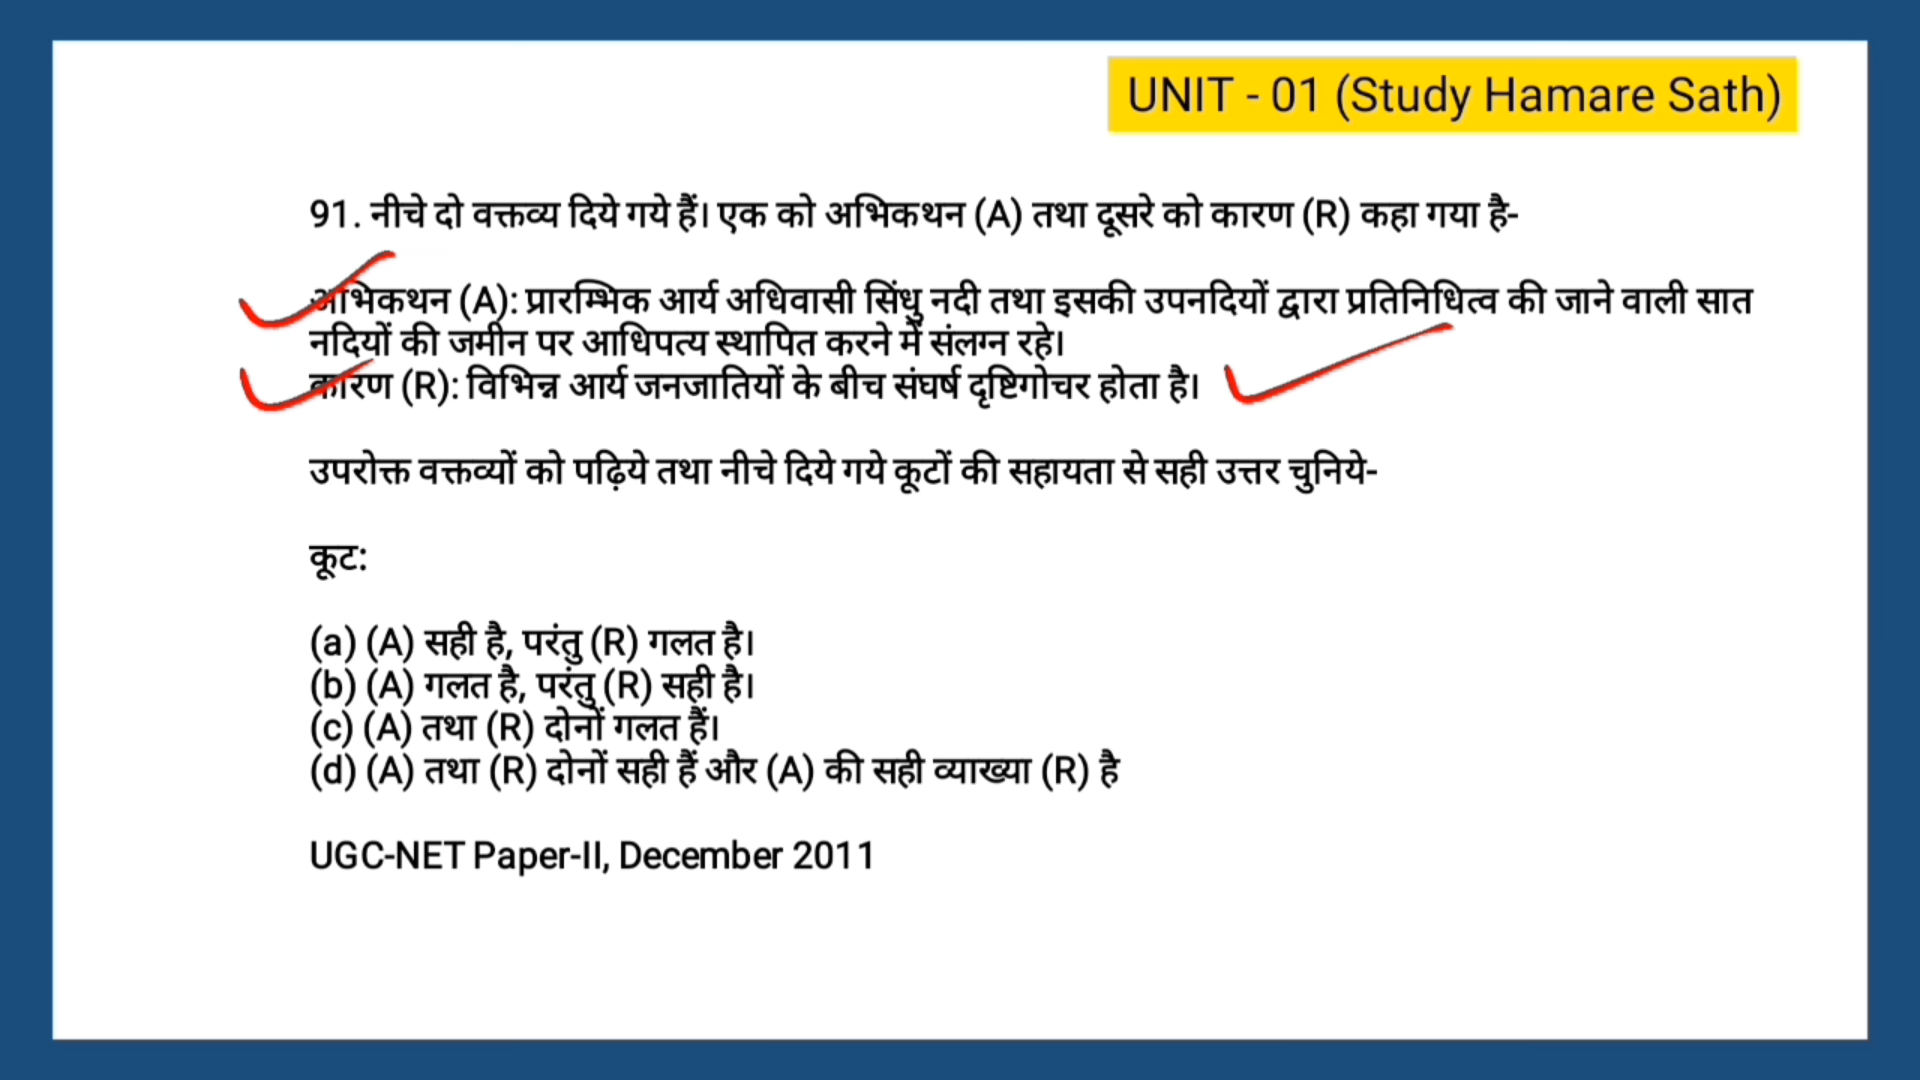 UNIT - 01 (Study Hamare Sath)
91. नीचे दो वक्तव्य दिये गये हैं। एक को अभिकथन (A) तथा दूसरे को कारण (R) कहा गया है-
अभिकथन (A): प्रारम्भिक आर्य अधिवासी सिंधु नदी तथा इसकी उपनदियों द्वारा प्रतिनिधित्व की जाने वाली सात
नदियों की जमीन पर आधिपत्य स्थापित करने में संलग्न रहे।
कारण (R): विभिन्न आर्य जनजातियों के बीच संघर्ष दृष्टिगोचर होता है।
उपरोक्त वक्तव्यों को पढ़िये तथा नीचे दिये गये कूटों की सहायता से सही उत्तर चुनिये-
कूट:
(a) (A) सही है, परंतु (R) गलत है।
(b) (A) गलत है, परंतु (R) सही है।
(c) (A) तथा (R) दोनों गलत हैं।
(d) (A) तथा (R) दोनों सही हैं और (A) की सही व्याख्या (R) है
UGC-NET Paper-II, December 2011